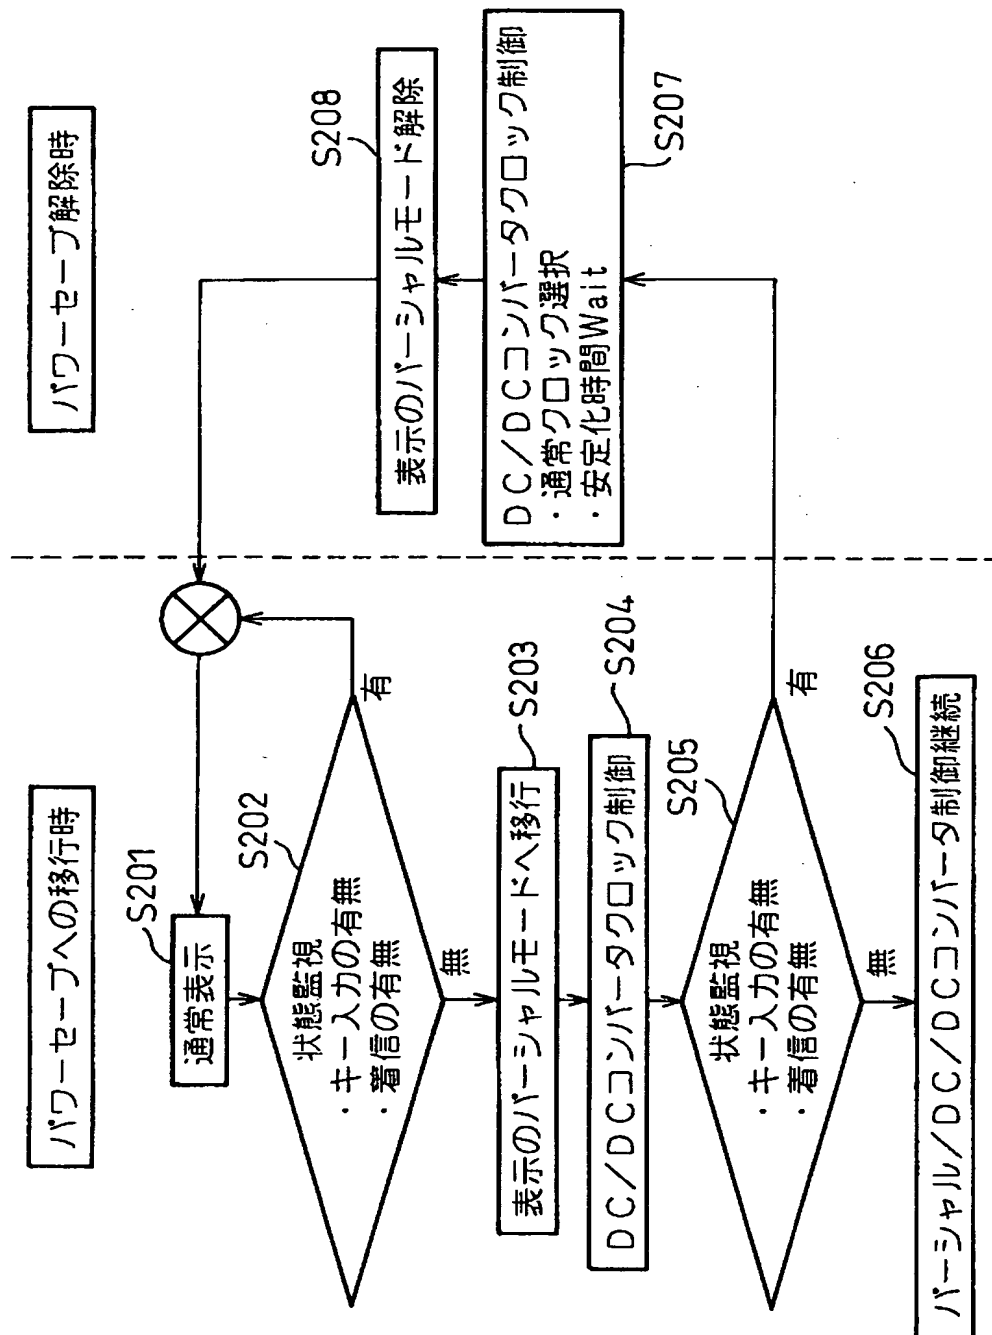 パワーセーブへの移行時
S201
通常表示
S202
状態監視
・キー入力の有無
・着信の有無
有
無
S203
表示のパーシャルモードへ移行
S204
DC/DCコンバータクロック制御
S205
状態監視
・キー入力の有無
・着信の有無
有
無
S206
パーシャル/DC/DCコンバータ制御継続
パワーセーブ解除時
S208
表示のパーシャルモード解除
DC/DCコンバータクロック制御
・通常クロック選択
・安定化時間Wait
S207